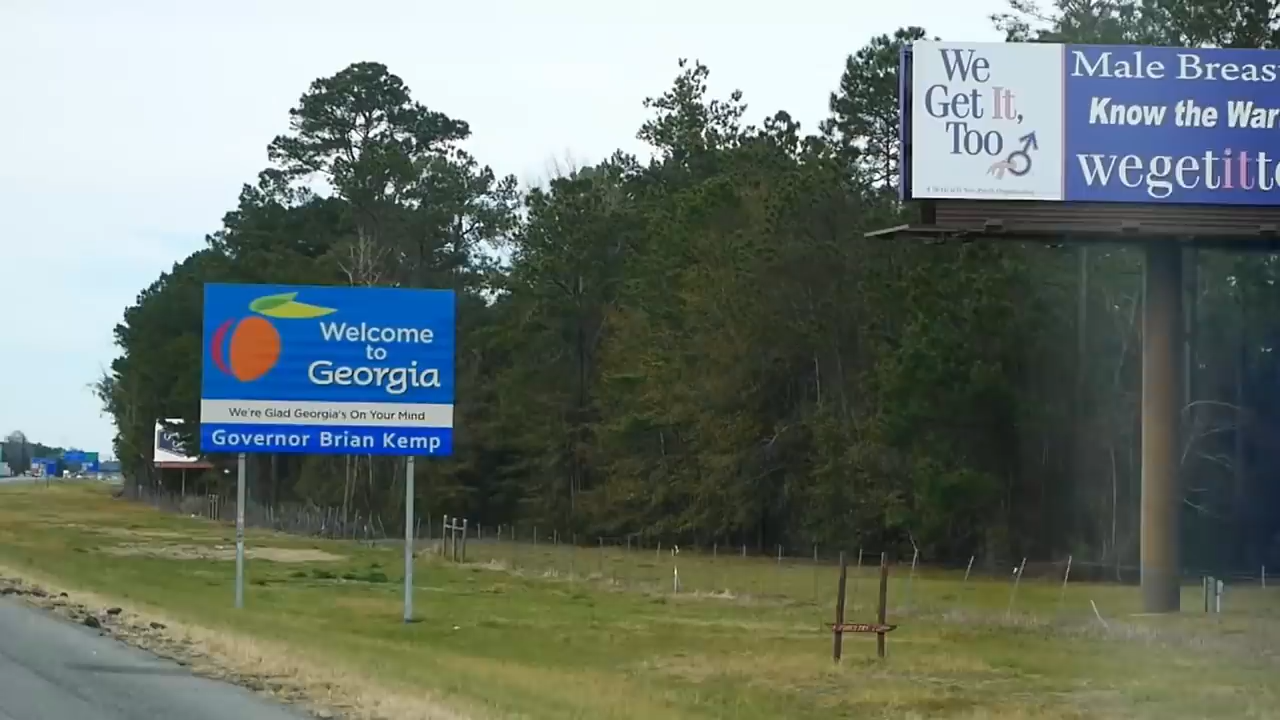 Welcome
to
Georgia
We're Glad Georgia's On Your Mind
Governor Brian Kemp
We
Get It,
Too
Male Breas
Know the War
wegetitto